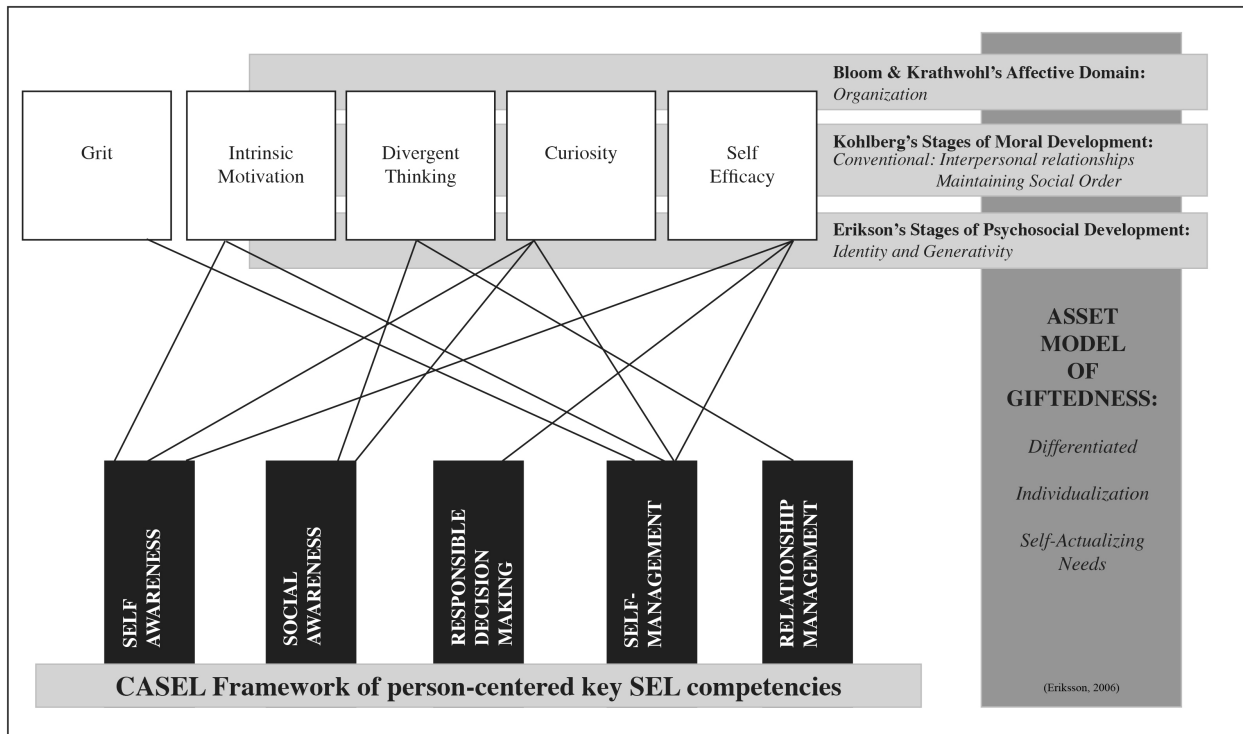 Bloom & Krathwohl's Affective Domain:
Organization
Grit
Intrinsic
Motivation
Divergent
Thinking
Curiosity
Self
Efficacy
Kohlberg's Stages of Moral Development:
Conventional: Interpersonal relationships
Maintaining Social Order
Erikson's Stages of Psychosocial Development:
Identity and Generativity
ASSET
MODEL
OF
GIFTEDNESS:
Differentiated
Individualization
Self-Actualizing
Needs
(Eriksson, 2006)
SELF
AWARENESS
SOCIAL
AWARENESS
RESPONSIBLE
DECISION
MAKING
SELF-
MANAGEMENT
RELATIONSHIP
MANAGEMENT
CASEL Framework of person-centered key SEL competencies